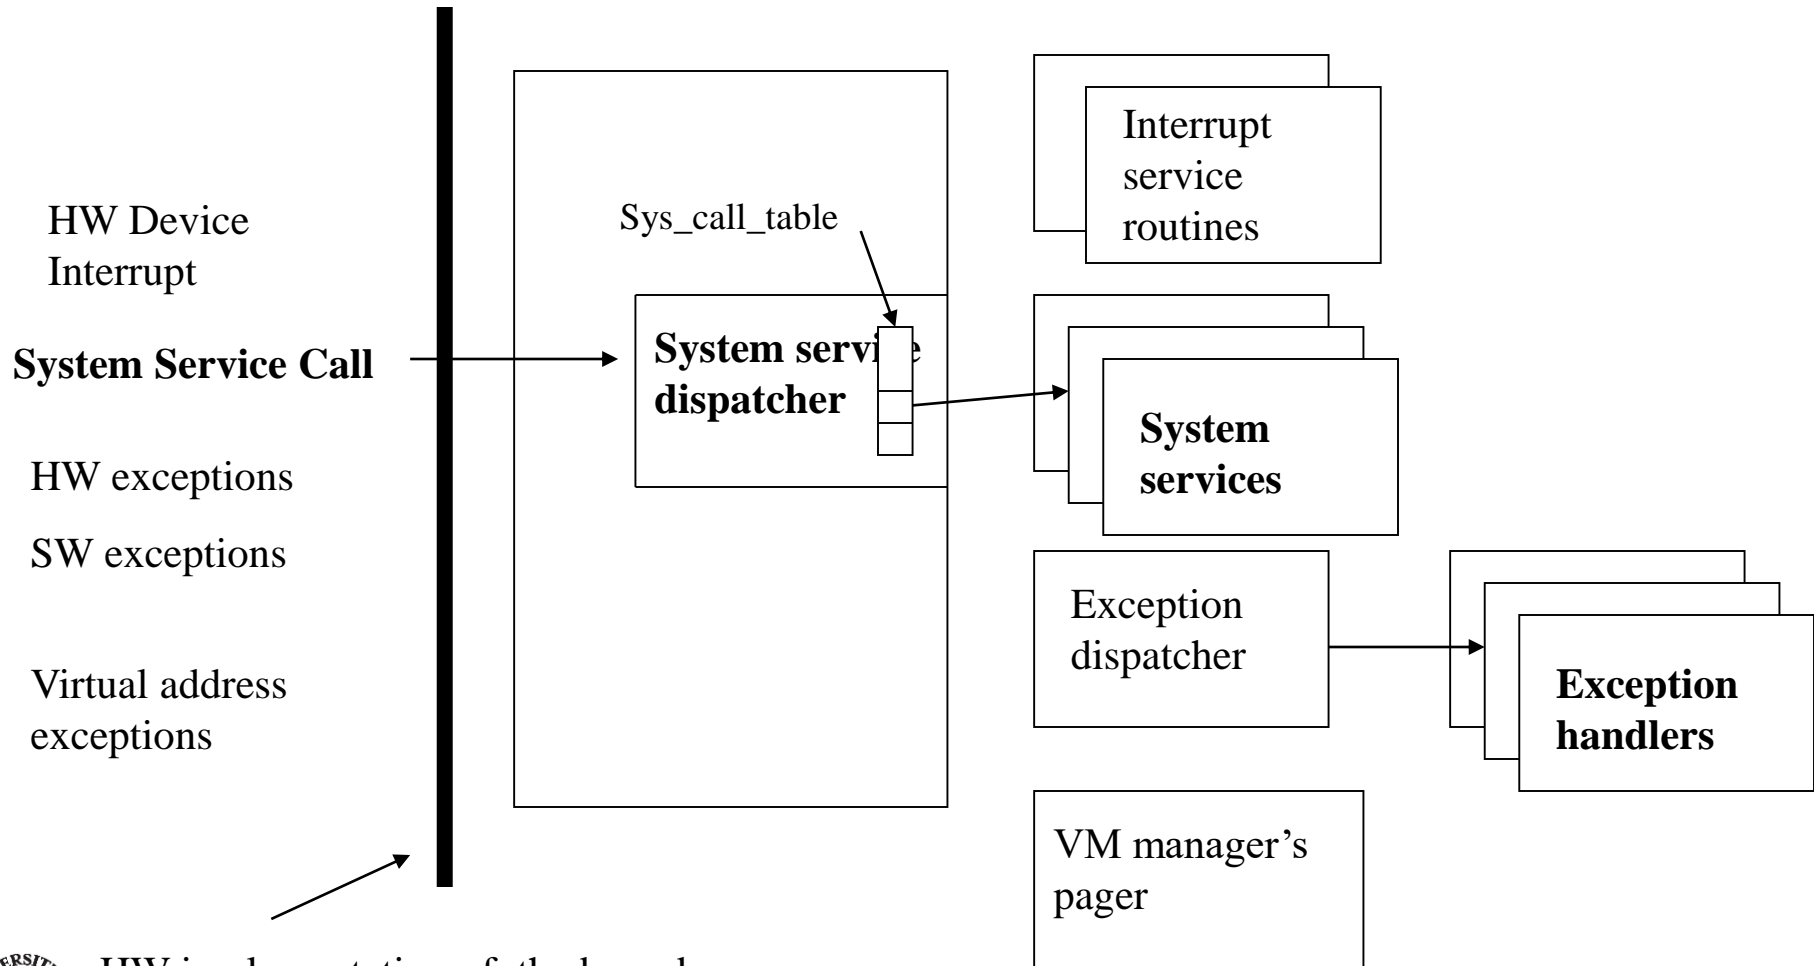 HW Device
Interrupt
System Service Call
HW exceptions
SW exceptions
Virtual address
exceptions
Sys_call_table
System service
dispatcher
Interrupt
service
routines
System
services
Exception
dispatcher
Exception
handlers
VM manager’s
pager
HW implementation of the boundary